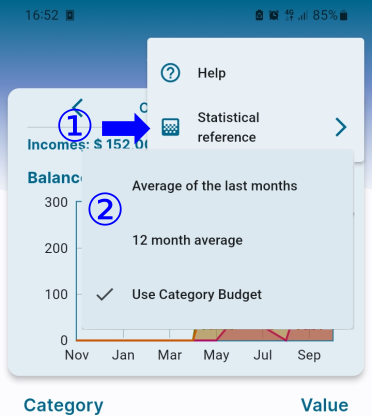 16:52
4G
85%
Help
①
Statistical
reference
Incomes: $ 152.00
Balance
②
Average of the last months
12 month average
Use Category Budget
300
200
100
0
Nov Jan Mar May Jul Sep
Category Value